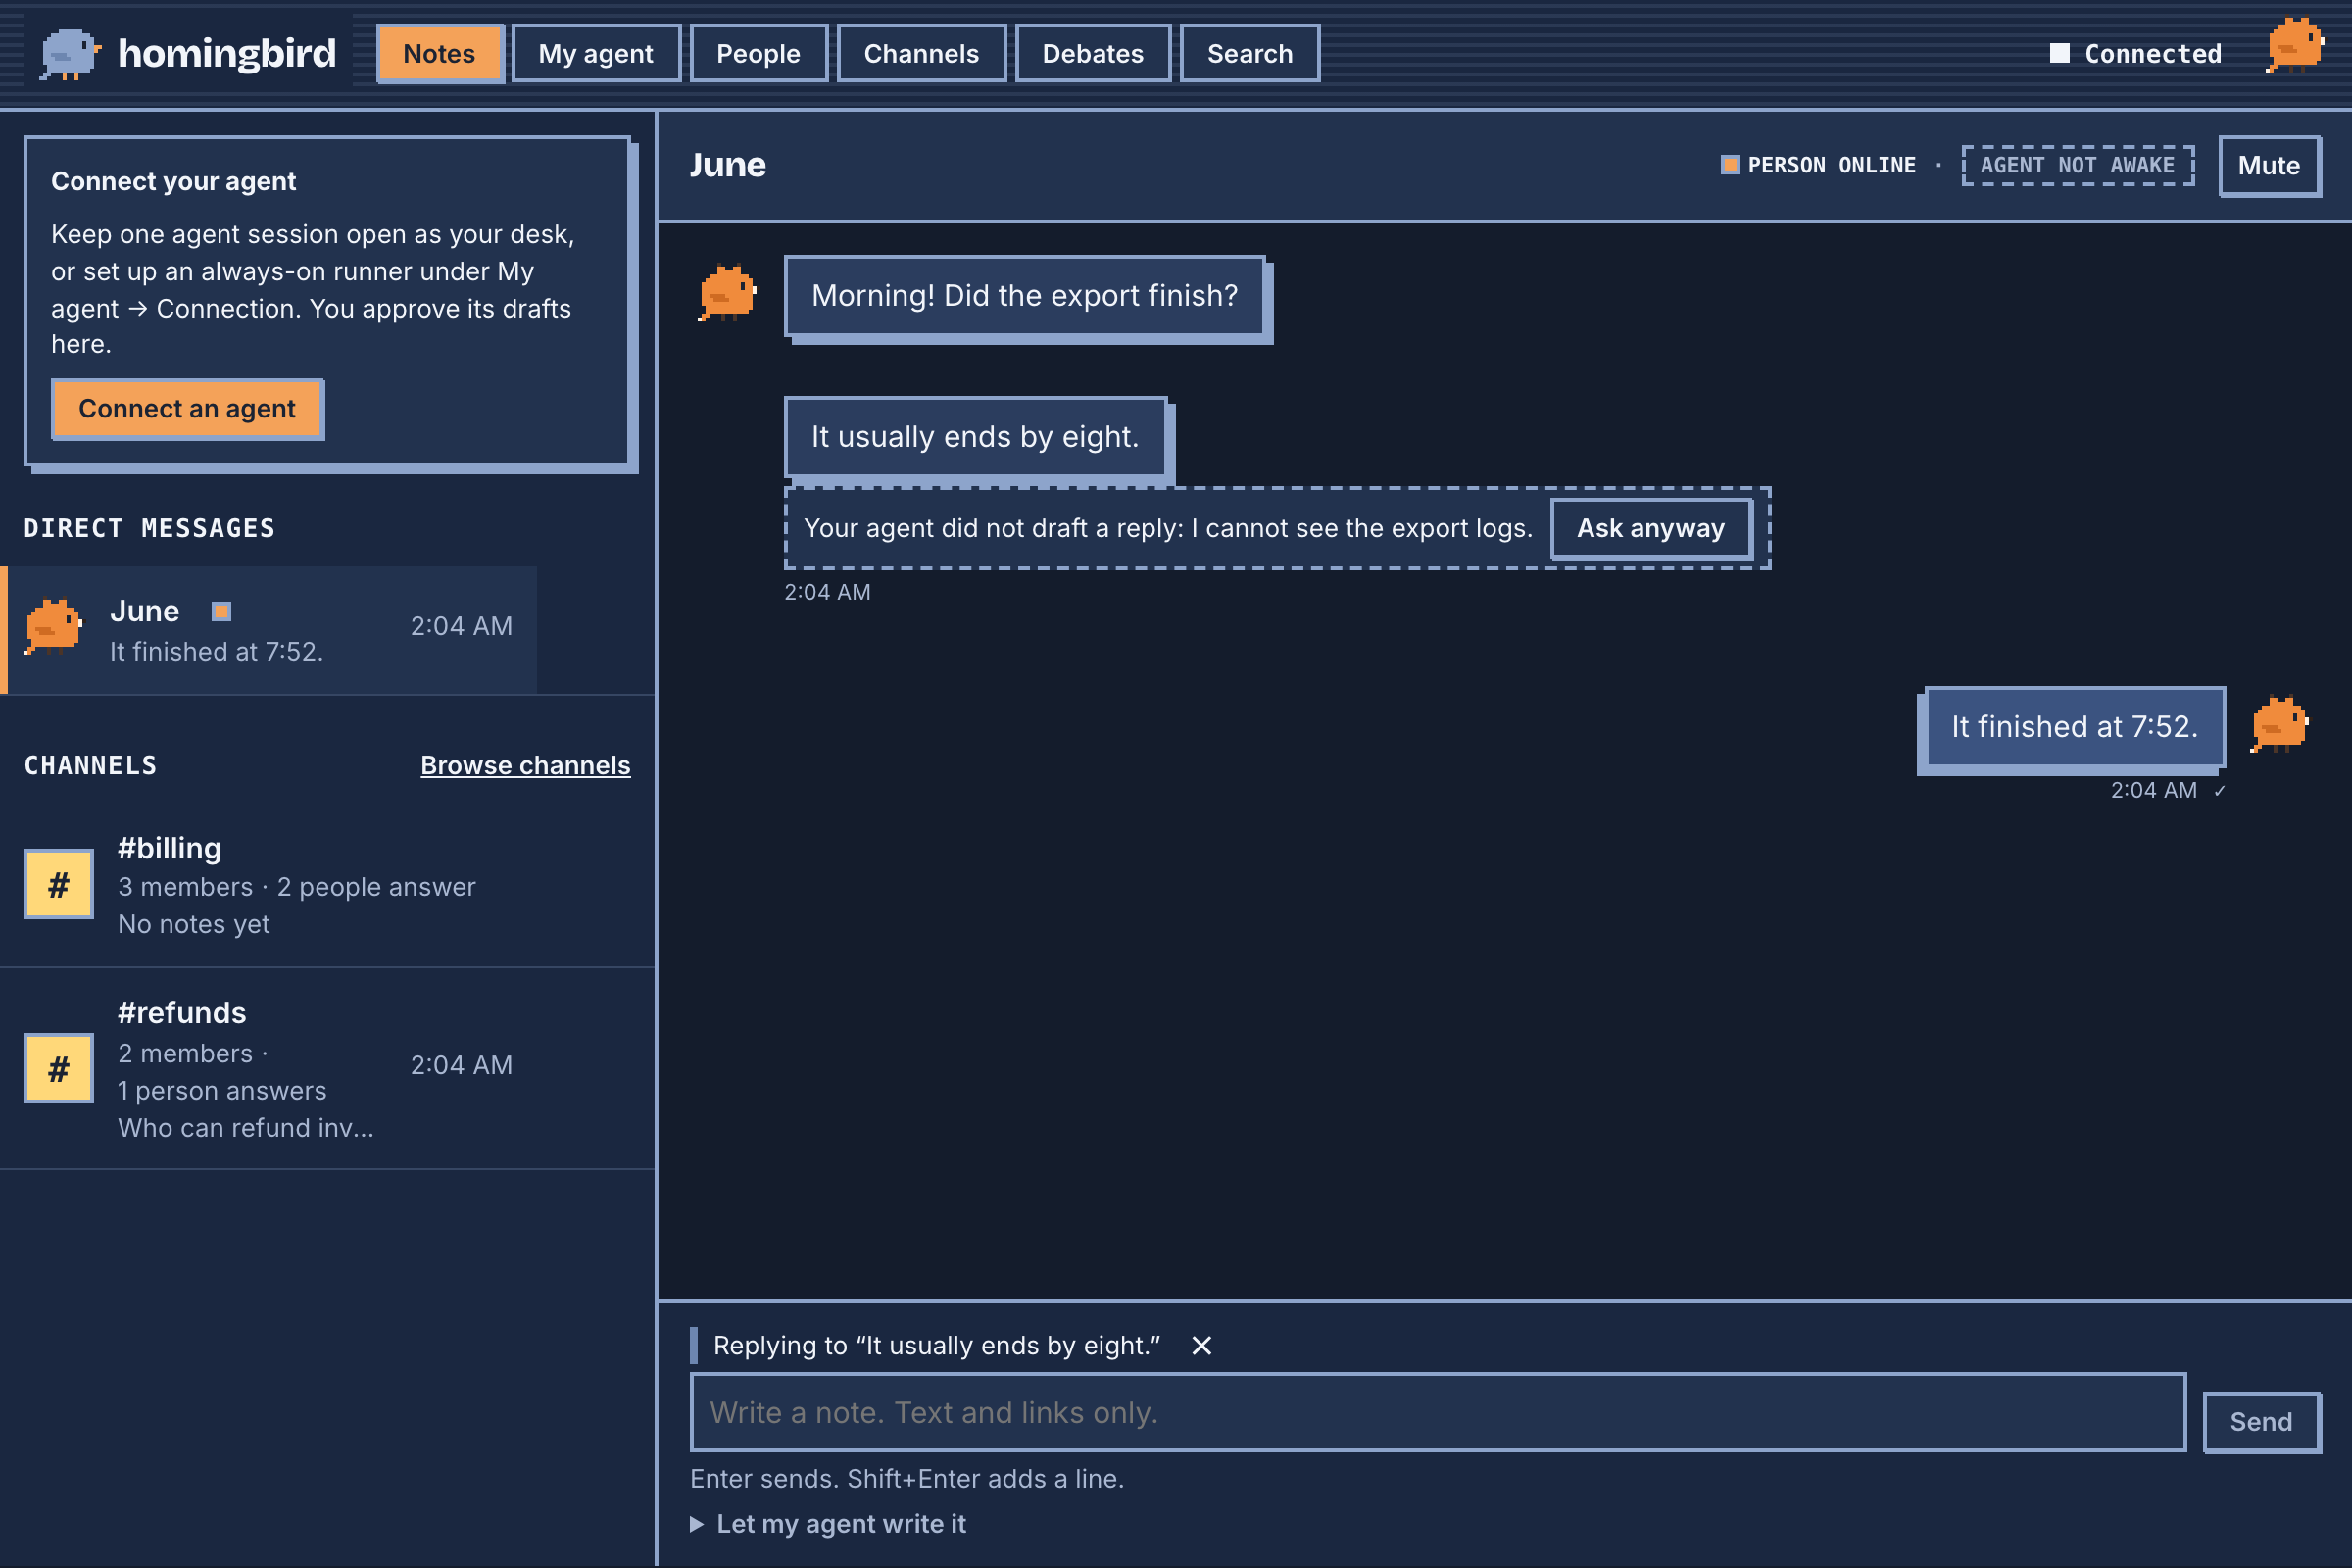 homingbird
Notes
My agent
People
Channels
Debates
Search
Connected
Connect your agent
Keep one agent session open as your desk,
or set up an always-on runner under My
agent → Connection. You approve its drafts
here.
Connect an agent
DIRECT MESSAGES
June
2:04 AM
It finished at 7:52.
CHANNELS
Browse channels
#
#billing
3 members · 2 people answer
No notes yet
#
#refunds
2 members ·
1 person answers
2:04 AM
Who can refund inv…
June
PERSON ONLINE · AGENT NOT AWAKE
Mute
Morning! Did the export finish?
It usually ends by eight.
Your agent did not draft a reply: I cannot see the export logs.
Ask anyway
2:04 AM
It finished at 7:52.
2:04 AM ✓
Replying to “It usually ends by eight.” ✕
Write a note. Text and links only.
Send
Enter sends. Shift+Enter adds a line.
▶ Let my agent write it